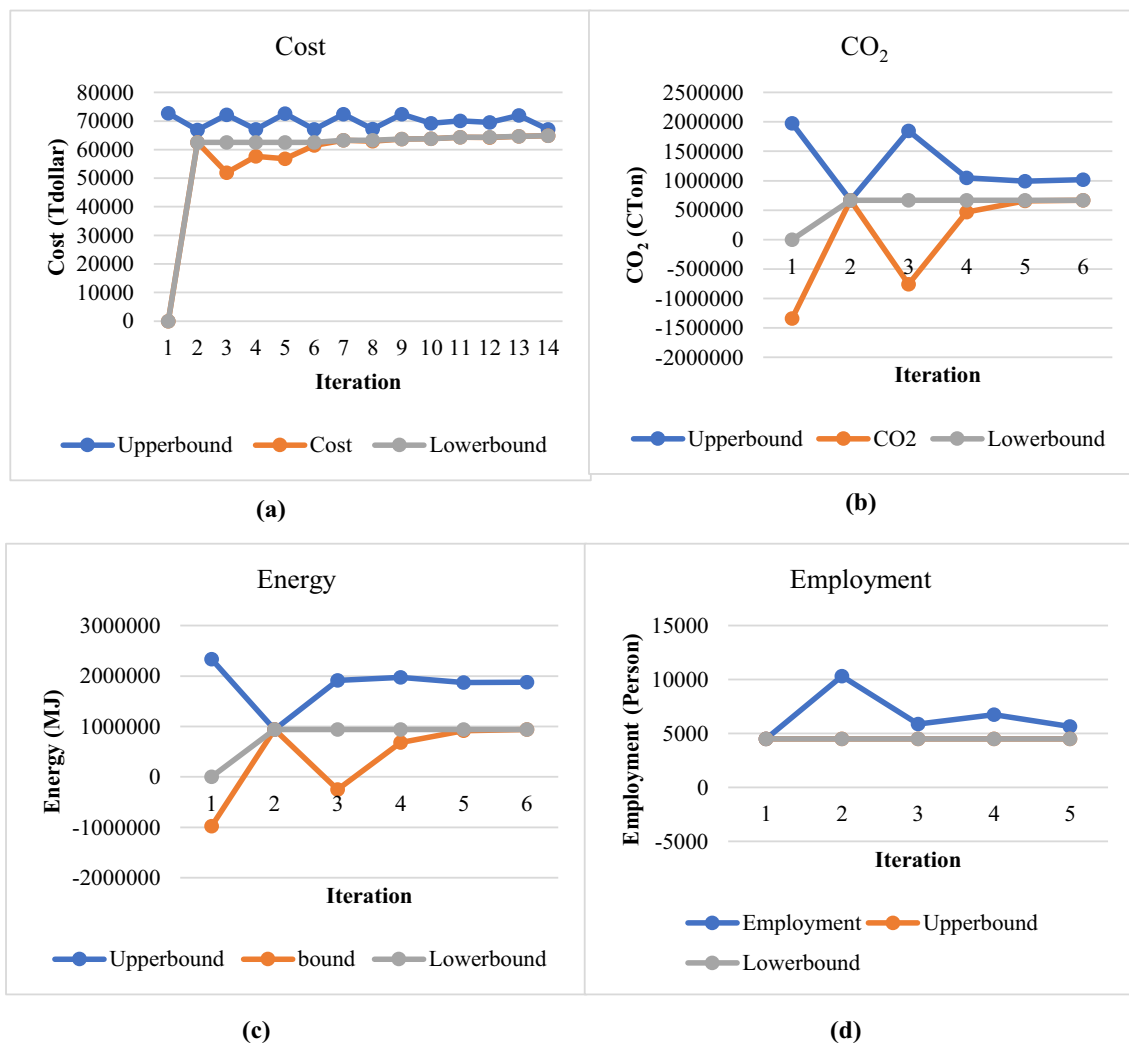 Cost
80000
70000
60000
50000
40000
30000
20000
10000
0
Cost (Tdollar)
1 2 3 4 5 6 7 8 9 10 11 12 13 14
Iteration
Upperbound Cost Lowerbound
(a)
CO₂
2500000
2000000
1500000
1000000
500000
0
-500000
-1000000
-1500000
-2000000
CO₂ (CTon)
1 2 3 4 5 6
Iteration
Upperbound CO2 Lowerbound
(b)
Energy
3000000
2000000
1000000
0
-1000000
-2000000
Energy (MJ)
1 2 3 4 5 6
Iteration
Upperbound bound Lowerbound
(c)
Employment
15000
10000
5000
0
-5000
Employment (Person)
1 2 3 4 5
Iteration
Employment Upperbound
Lowerbound
(d)